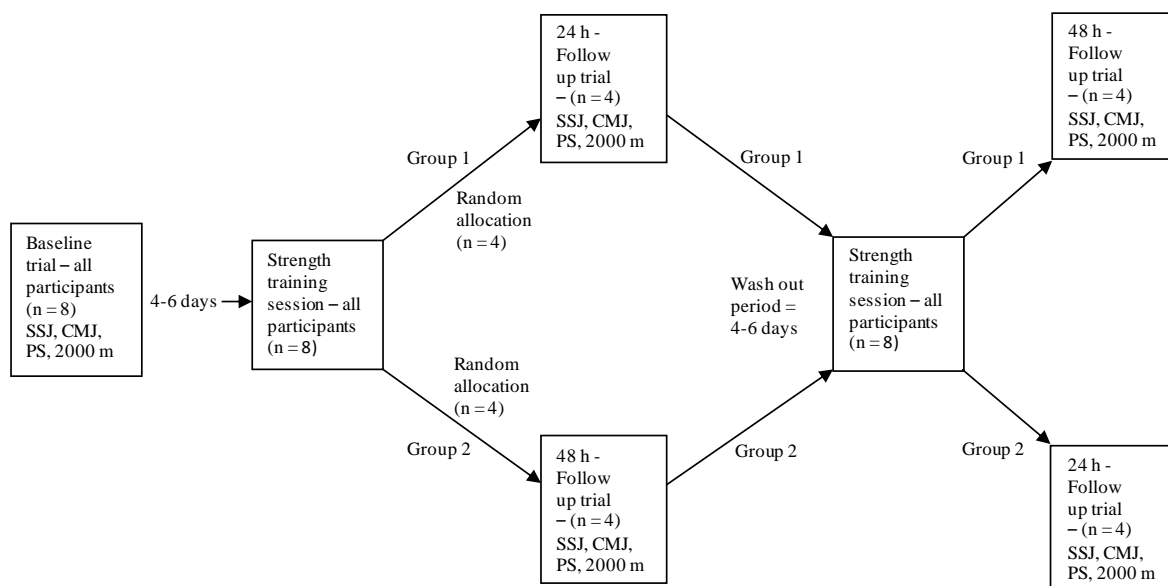 Baseline
trial – all
participants
(n = 8)
SSJ, CMJ,
PS, 2000 m
4-6 days
Strength
training
session – all
participants
(n = 8)
Group 1
Random
allocation
(n = 4)
Random
allocation
(n = 4)
Group 2
24 h -
Follow
up trial
– (n = 4)
SSJ, CMJ,
PS, 2000 m
48 h -
Follow
up trial
– (n = 4)
SSJ, CMJ,
PS, 2000 m
Group 1
Wash out
period =
4-6 days
Group 2
Strength
training
session – all
participants
(n = 8)
Group 1
Group 2
48 h -
Follow
up trial
– (n = 4)
SSJ, CMJ,
PS, 2000 m
24 h -
Follow
up trial
– (n = 4)
SSJ, CMJ,
PS, 2000 m